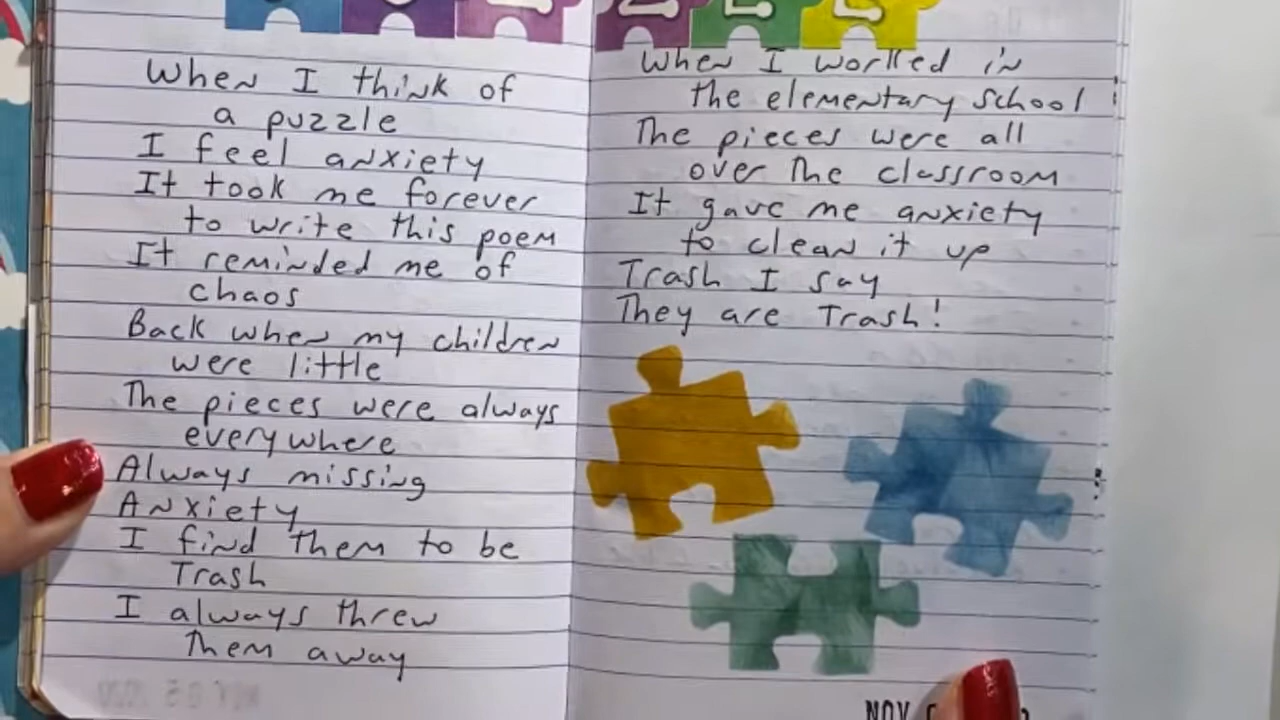 When I think of
a puzzle
I feel anxiety
It took me forever
to write this poem
It reminded me of
chaos
Back when my children
were little
The pieces were always
everywhere
Always missing
Anxiety
I find them to be
Trash
I always threw
Them away
When I worked in
the elementary school
The pieces were all
over the classroom
It gave me anxiety
to clean it up
Trash I say
They are Trash!
NOV